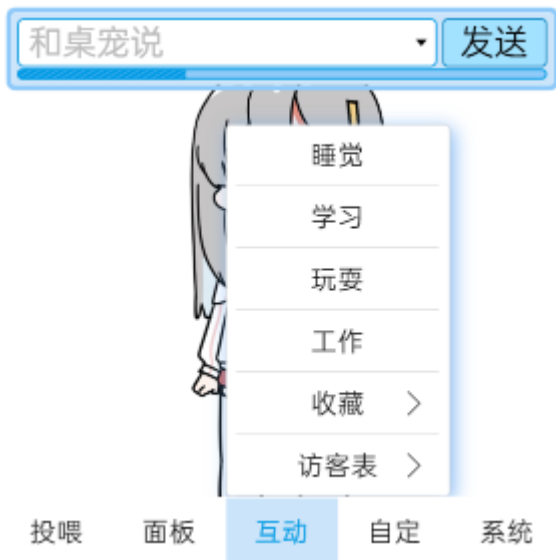 和桌宠说
发送
睡觉
学习
玩耍
工作
收藏
访客表
投喂 面板 互动 自定 系统